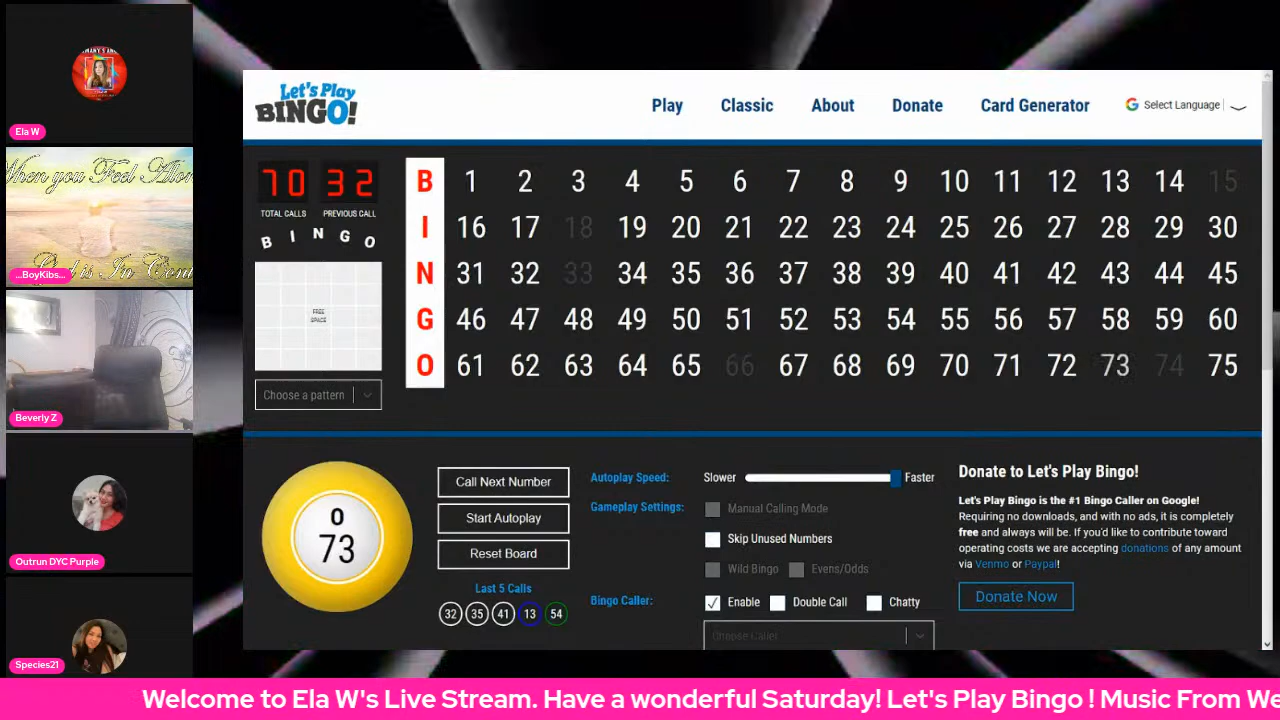 Ela W
When you Feel Alon
d is In Cont
...BoyKibs...
Beverly Z
Outrun DYC Purple
Species21
Let's Play
BINGO!
Play
Classic
About
Donate
Card Generator
Select Language
70
32
TOTAL CALLS
PREVIOUS CALL
B I N G O
FREE
SPACE
Choose a pattern
B 1 2 3 4 5 6 7 8 9 10 11 12 13 14 15
I 16 17 18 19 20 21 22 23 24 25 26 27 28 29 30
N 31 32 33 34 35 36 37 38 39 40 41 42 43 44 45
G 46 47 48 49 50 51 52 53 54 55 56 57 58 59 60
O 61 62 63 64 65 66 67 68 69 70 71 72 73 74 75
O
73
Call Next Number
Start Autoplay
Reset Board
Last 5 Calls
32 35 41 13 54
Autoplay Speed:
Slower
Faster
Gameplay Settings:
Manual Calling Mode
Skip Unused Numbers
Wild Bingo
Evens/Odds
Bingo Caller:
Enable
Double Call
Chatty
Choose Caller
Donate to Let's Play Bingo!
Let's Play Bingo is the #1 Bingo Caller on Google!
Requiring no downloads, and with no ads, it is completely
free and always will be. If you'd like to contribute toward
operating costs we are accepting donations of any amount
via Venmo or Paypal!
Donate Now
Welcome to Ela W's Live Stream. Have a wonderful Saturday! Let's Play Bingo ! Music From We